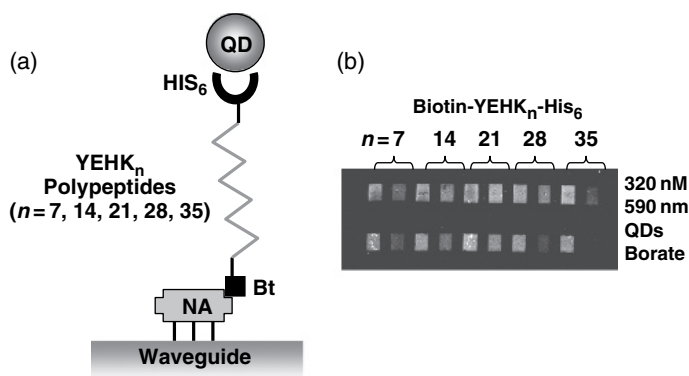 (a)
QD
HIS6
YEHKn
Polypeptides
(n = 7, 14, 21, 28, 35)
Bt
NA
Waveguide
(b)
Biotin-YEHKn-His6
n = 7 14 21 28 35
320 nM
590 nm
QDs
Borate